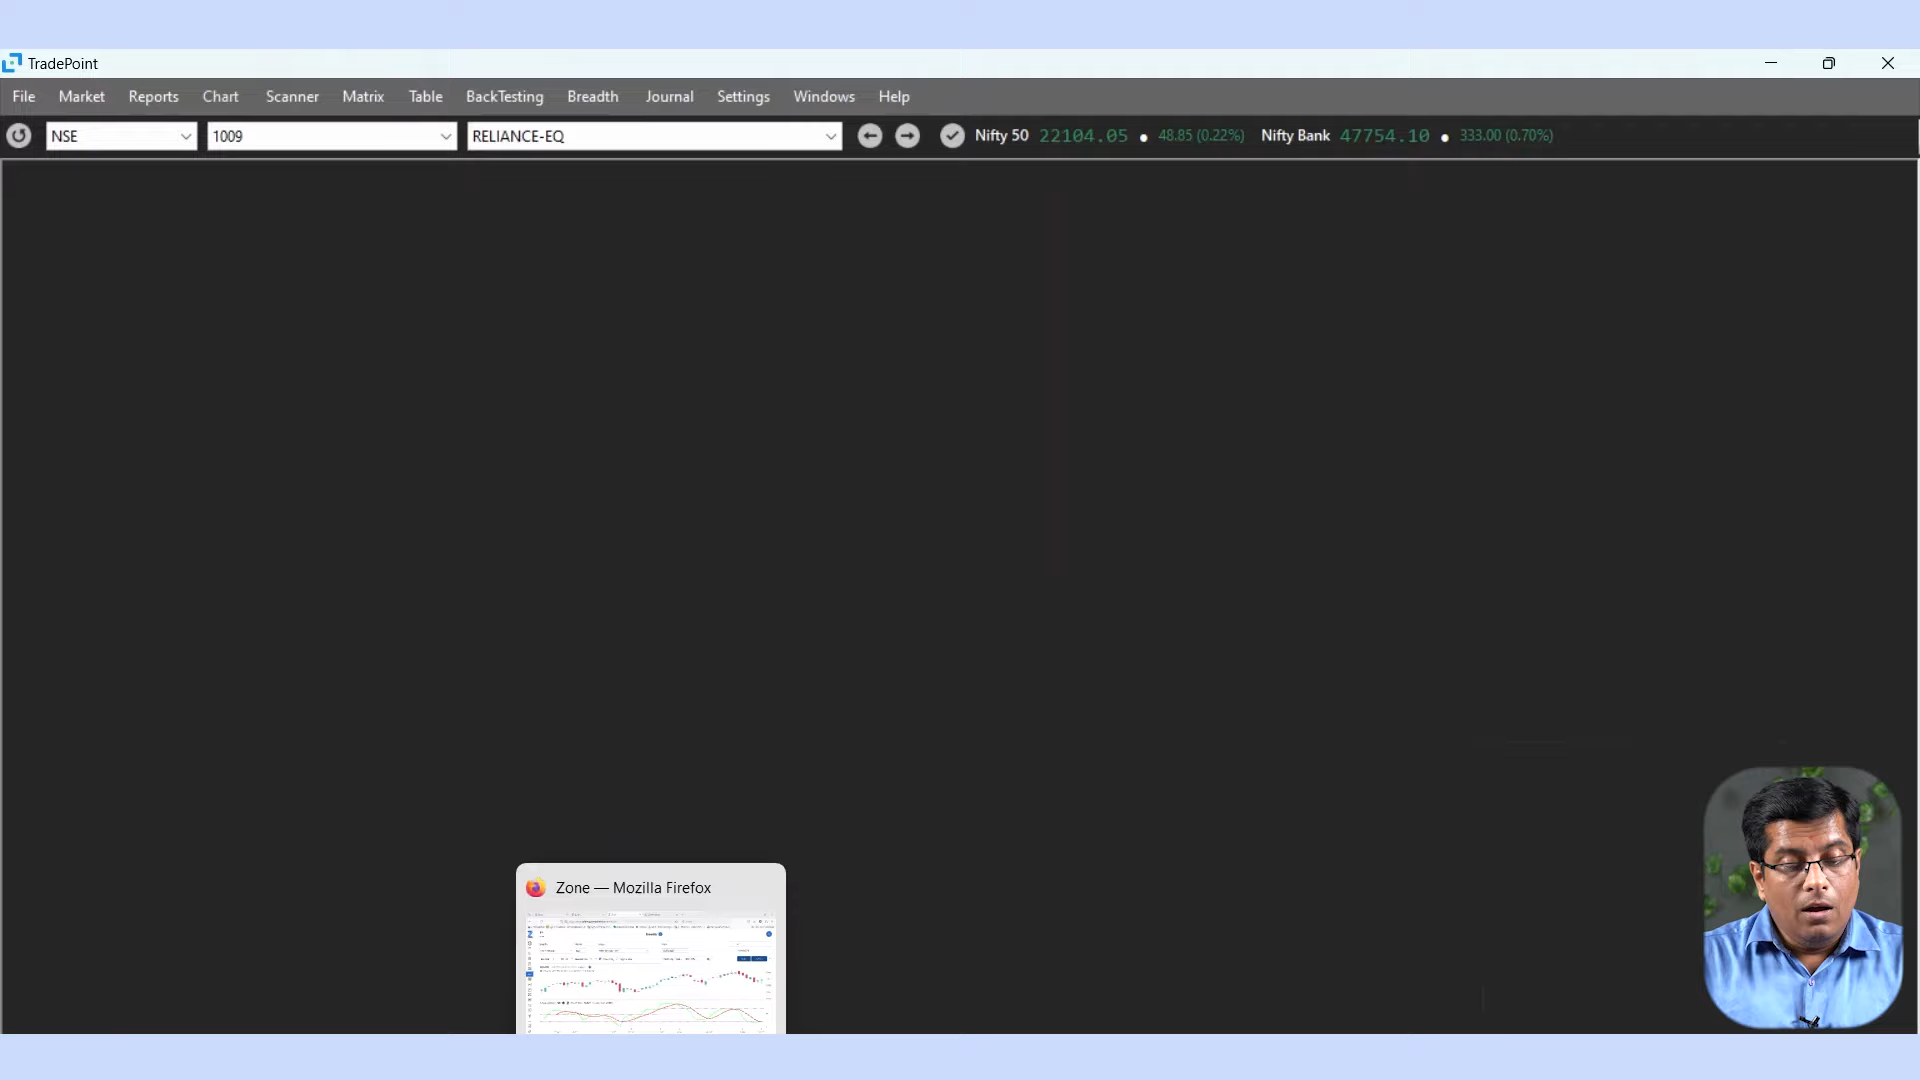 TradePoint
File Market Reports Chart Scanner Matrix Table BackTesting Breadth Journal Settings Windows Help
NSE 1009 RELIANCE-EQ Nifty 50 22104.05 ● 48.85 (0.22%) Nifty Bank 47754.10 ● 333.00 (0.70%)
Zone — Mozilla Firefox